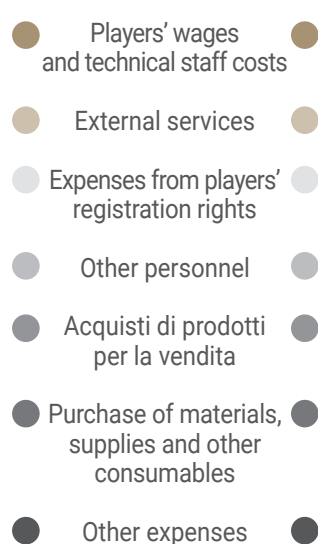 Players’ wages
and technical staff costs
External services
Expenses from players’
registration rights
Other personnel
Acquisti di prodotti
per la vendita
Purchase of materials,
supplies and other
consumables
Other expenses